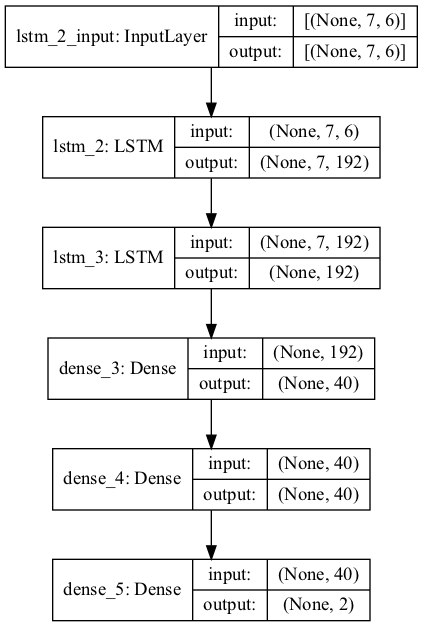 lstm_2_input: InputLayer
input:
[(None, 7, 6)]
output:
[(None, 7, 6)]
lstm_2: LSTM
input:
(None, 7, 6)
output:
(None, 7, 192)
lstm_3: LSTM
input:
(None, 7, 192)
output:
(None, 192)
dense_3: Dense
input:
(None, 192)
output:
(None, 40)
dense_4: Dense
input:
(None, 40)
output:
(None, 40)
dense_5: Dense
input:
(None, 40)
output:
(None, 2)